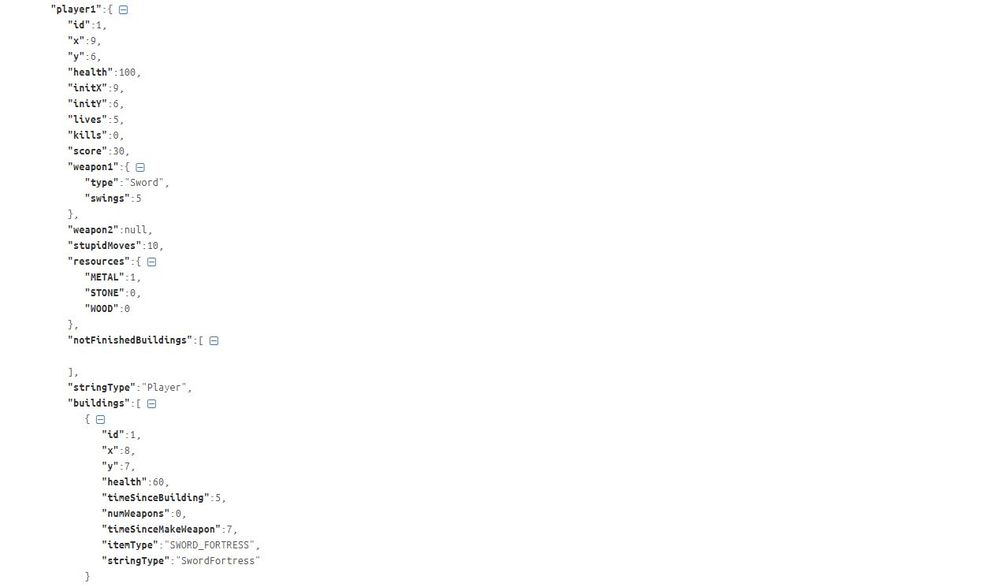 "player1":{
"id":1,
"x":9,
"y":6,
"health":100,
"initX":9,
"initY":6,
"lives":5,
"kills":0,
"score":30,
"weapon1":{
"type":"Sword",
"swings":5
},
"weapon2":null,
"stupidMoves":10,
"resources":{
"METAL":1,
"STONE":0,
"WOOD":0
},
"notFinishedBuildings":[
],
"stringType":"Player",
"buildings":[
{
"id":1,
"x":8,
"y":7,
"health":60,
"timeSinceBuilding":5,
"numWeapons":0,
"timeSinceMakeWeapon":7,
"itemType":"SWORD_FORTRESS",
"stringType":"SwordFortress"
}